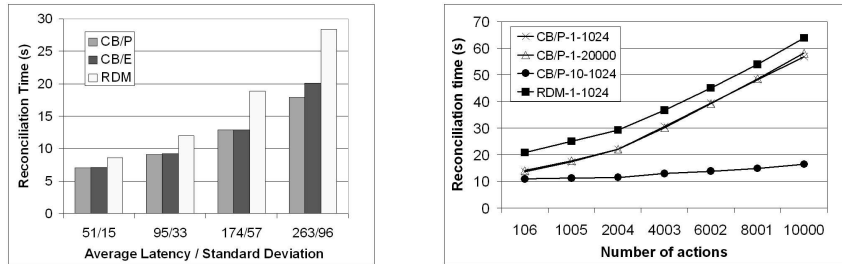 30
25
20
15
10
5
0
Reconciliation Time (s)
CB/P
CB/E
RDM
51/15 95/33 174/57 263/96
Average Latency / Standard Deviation
70
60
50
40
30
20
10
0
Reconciliation time (s)
CB/P-1-1024
CB/P-1-20000
CB/P-10-1024
RDM-1-1024
106 1005 2004 4003 6002 8001 10000
Number of actions